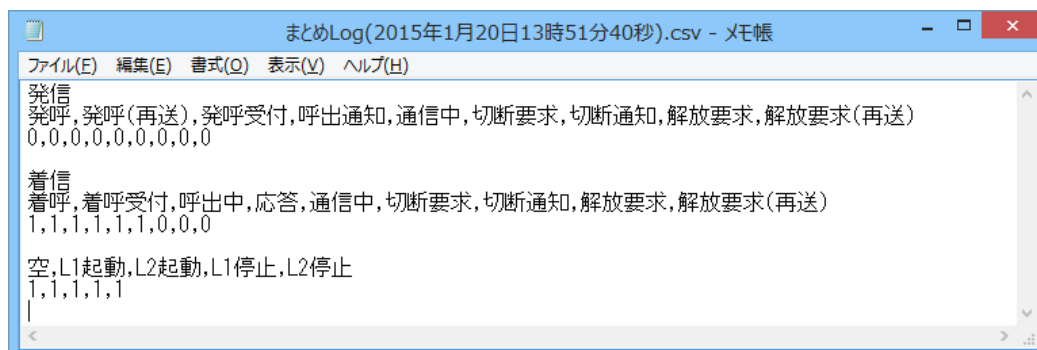 まとめLog(2015年1月20日13時51分40秒).csv - メモ帳
ファイル(F) 編集(E) 書式(O) 表示(V) ヘルプ(H)
発信
発呼,発呼(再送),発呼受付,呼出通知,通信中,切断要求,切断通知,解放要求,解放要求(再送)
0,0,0,0,0,0,0,0,0
着信
着呼,着呼受付,呼出中,応答,通信中,切断要求,切断通知,解放要求,解放要求(再送)
1,1,1,1,1,1,0,0,0
空,L1起動,L2起動,L1停止,L2停止
1,1,1,1,1